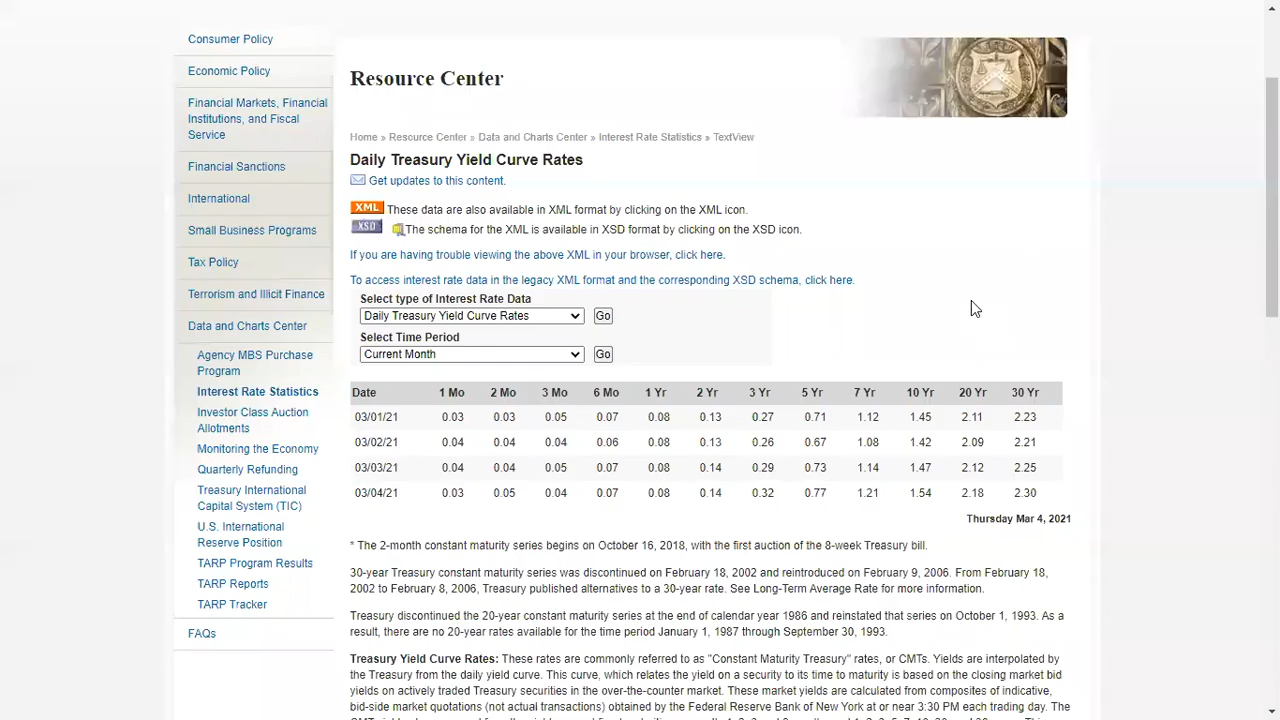 Consumer Policy
Economic Policy
Financial Markets, Financial
Institutions, and Fiscal
Service
Financial Sanctions
International
Small Business Programs
Tax Policy
Terrorism and Illicit Finance
Data and Charts Center
Agency MBS Purchase
Program
Interest Rate Statistics
Investor Class Auction
Allotments
Monitoring the Economy
Quarterly Refunding
Treasury International
Capital System (TIC)
U.S. International
Reserve Position
TARP Program Results
TARP Reports
TARP Tracker
FAQs
Resource Center
Home » Resource Center » Data and Charts Center » Interest Rate Statistics » TextView
Daily Treasury Yield Curve Rates
Get updates to this content.
XML These data are also available in XML format by clicking on the XML icon.
XSD The schema for the XML is available in XSD format by clicking on the XSD icon.
If you are having trouble viewing the above XML in your browser, click here.
To access interest rate data in the legacy XML format and the corresponding XSD schema, click here.
Select type of Interest Rate Data
Daily Treasury Yield Curve Rates Go
Select Time Period
Current Month Go
Date 1 Mo 2 Mo 3 Mo 6 Mo 1 Yr 2 Yr 3 Yr 5 Yr 7 Yr 10 Yr 20 Yr 30 Yr
03/01/21 0.03 0.03 0.05 0.07 0.08 0.13 0.27 0.71 1.12 1.45 2.11 2.23
03/02/21 0.04 0.04 0.04 0.06 0.08 0.13 0.26 0.67 1.08 1.42 2.09 2.21
03/03/21 0.04 0.04 0.05 0.07 0.08 0.14 0.29 0.73 1.14 1.47 2.12 2.25
03/04/21 0.03 0.05 0.04 0.07 0.08 0.14 0.32 0.77 1.21 1.54 2.18 2.30
Thursday Mar 4, 2021
* The 2-month constant maturity series begins on October 16, 2018, with the first auction of the 8-week Treasury bill.
30-year Treasury constant maturity series was discontinued on February 18, 2002 and reintroduced on February 9, 2006. From February 18,
2002 to February 8, 2006, Treasury published alternatives to a 30-year rate. See Long-Term Average Rate for more information.
Treasury discontinued the 20-year constant maturity series at the end of calendar year 1986 and reinstated that series on October 1, 1993. As a
result, there are no 20-year rates available for the time period January 1, 1987 through September 30, 1993.
Treasury Yield Curve Rates: These rates are commonly referred to as "Constant Maturity Treasury" rates, or CMTs. Yields are interpolated by
the Treasury from the daily yield curve. This curve, which relates the yield on a security to its time to maturity is based on the closing market bid
yields on actively traded Treasury securities in the over-the-counter market. These market yields are calculated from composites of indicative,
bid-side market quotations (not actual transactions) obtained by the Federal Reserve Bank of New York at or near 3:30 PM each trading day. The